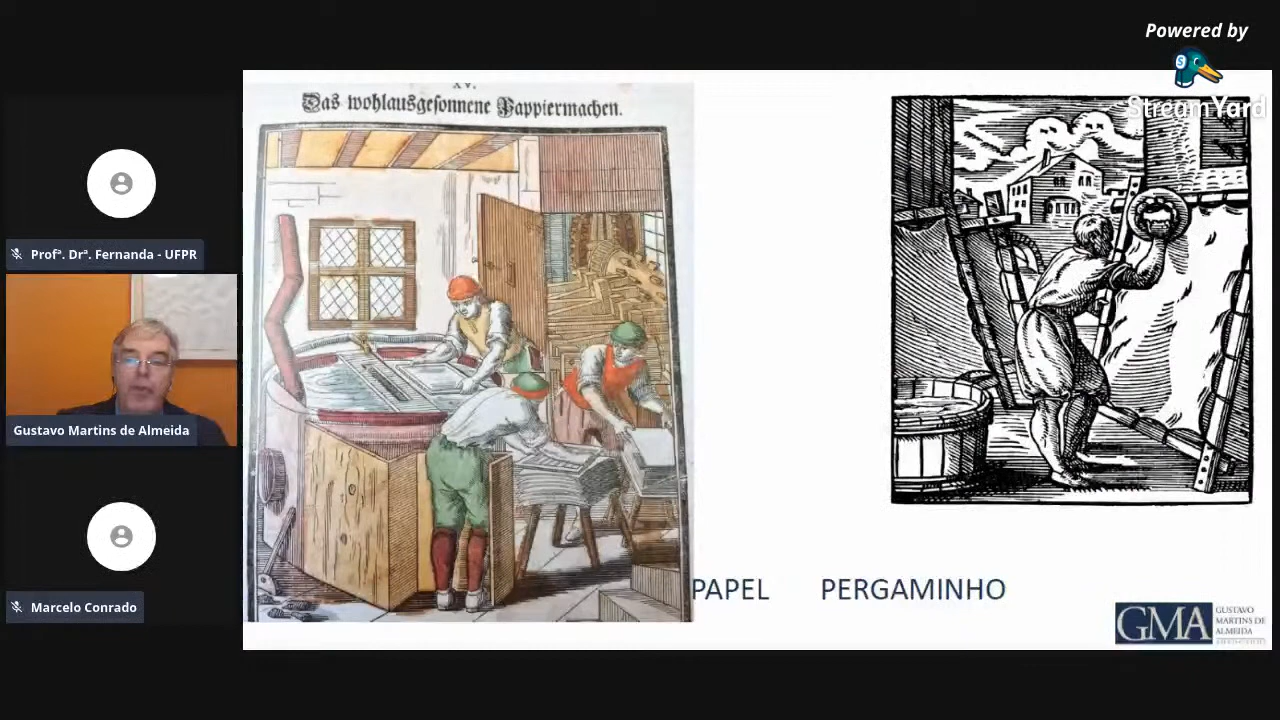 Powered by
StreamYard
Profª. Drª. Fernanda - UFPR
Gustavo Martins de Almeida
Marcelo Conrado
XV.
Das wohlausgesonnene Pappiermachen.
PAPEL
PERGAMINHO
GMA
GUSTAVO
MARTINS DE
ALMEIDA